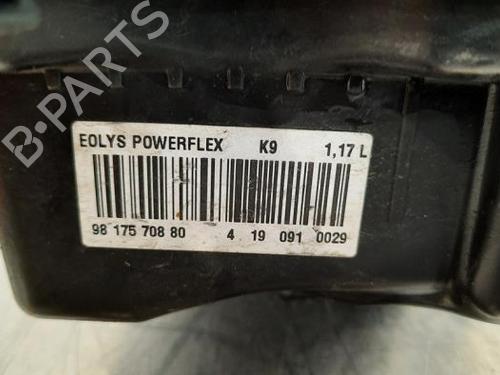 EOLYS POWERFLEX K9 1,17 L
98 175 708 80 4 19 091 0029
B-PARTS